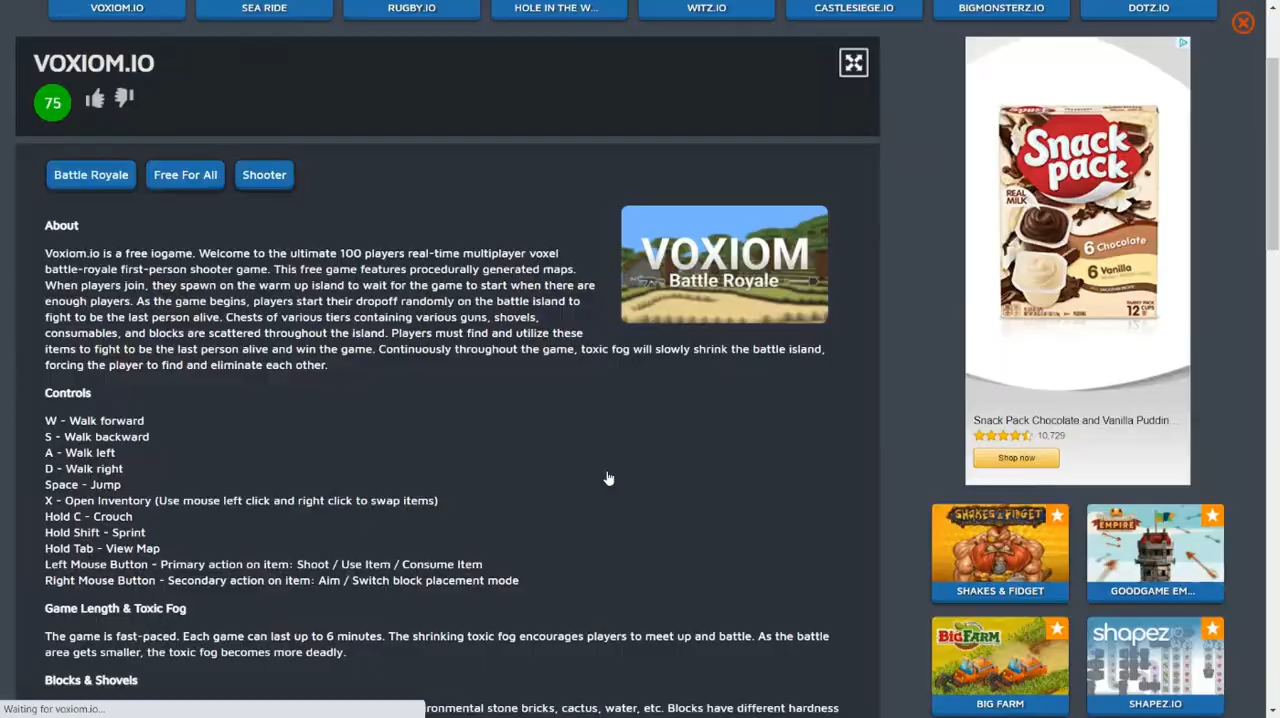 VOXIOM.IO
SEA RIDE
RUGBY.IO
HOLE IN THE W...
WITZ.IO
CASTLESIEGE.IO
BIGMONSTERZ.IO
DOTZ.IO
VOXIOM.IO
75
Battle Royale
Free For All
Shooter
About
Voxiom.io is a free iogame. Welcome to the ultimate 100 players real-time multiplayer voxel
battle-royale first-person shooter game. This free game features procedurally generated maps.
When players join, they spawn on the warm up island to wait for the game to start when there are
enough players. As the game begins, players start their dropoff randomly on the battle island to
fight to be the last person alive. Chests of various tiers containing various guns, shovels,
consumables, and blocks are scattered throughout the island. Players must find and utilize these
items to fight to be the last person alive and win the game. Continuously throughout the game, toxic fog will slowly shrink the battle island,
forcing the player to find and eliminate each other.
VOXIOM
Battle Royale
Controls
W - Walk forward
S - Walk backward
A - Walk left
D - Walk right
Space - Jump
X - Open Inventory (Use mouse left click and right click to swap items)
Hold C - Crouch
Hold Shift - Sprint
Hold Tab - View Map
Left Mouse Button - Primary action on item: Shoot / Use Item / Consume Item
Right Mouse Button - Secondary action on item: Aim / Switch block placement mode
Game Length & Toxic Fog
The game is fast-paced. Each game can last up to 6 minutes. The shrinking toxic fog encourages players to meet up and battle. As the battle
area gets smaller, the toxic fog becomes more deadly.
Blocks & Shovels
ronmental stone bricks, cactus, water, etc. Blocks have different hardness
Waiting for voxiom.io...
Snack
pack
REAL
MILK
6 Chocolate
6 Vanilla
12 CUPS
Snack Pack Chocolate and Vanilla Puddin...
10,729
Shop now
SHAKES & FIDGET
SHAKES & FIDGET
EMPIRE
GOODGAME EM...
BIGFARM
BIG FARM
shapez.io
SHAPEZ.IO